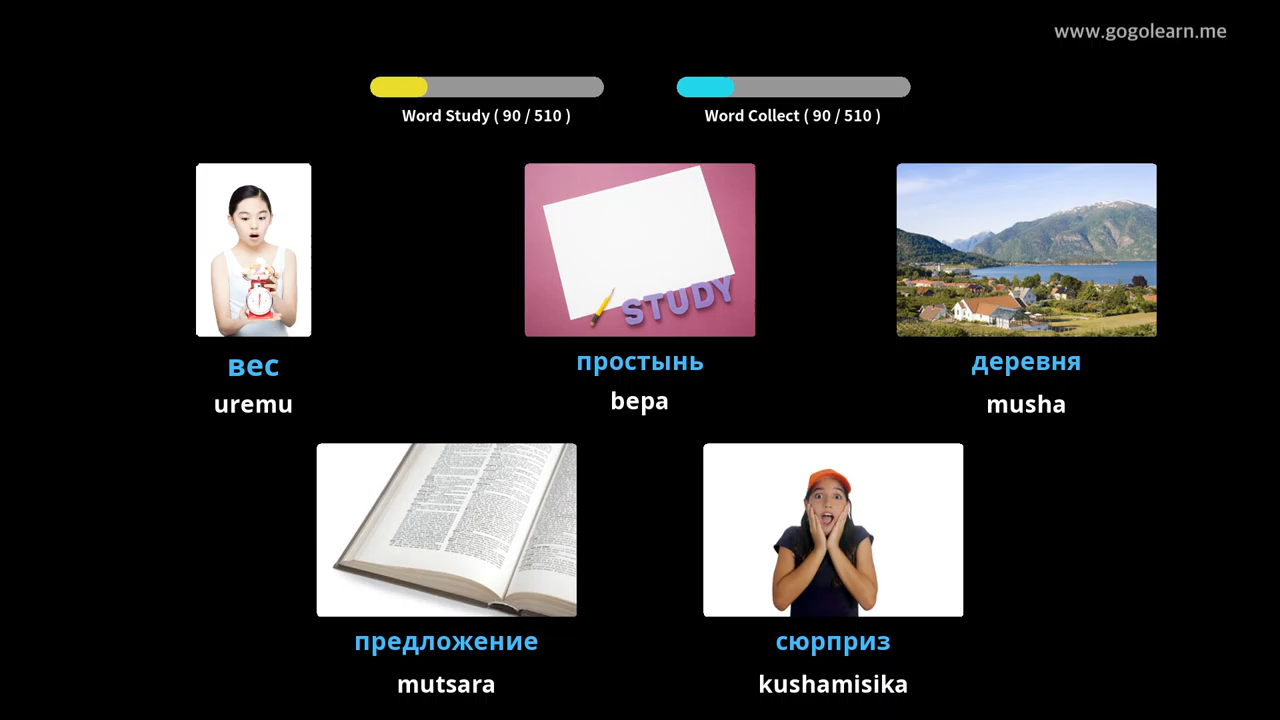 www.gogolearn.me
Word Study ( 90 / 510 )
Word Collect ( 90 / 510 )
STUDY
вес
uremu
простынь
bepa
деревня
musha
предложение
mutsara
сюрприз
kushamisika